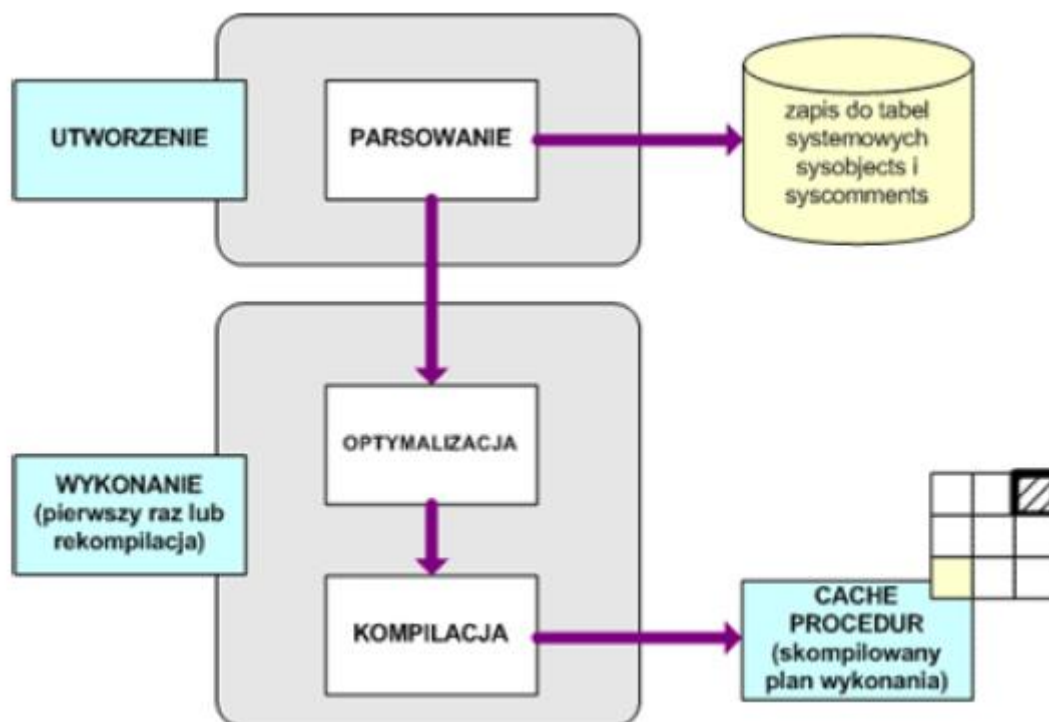 UTWORZENIE
PARSOWANIE
zapis do tabel
systemowych
sysobjects i
syscomments
OPTYMALIZACJA
WYKONANIE
(pierwszy raz lub
rekompilacja)
KOMPILACJA
CACHE
PROCEDUR
(skompilowany
plan wykonania)